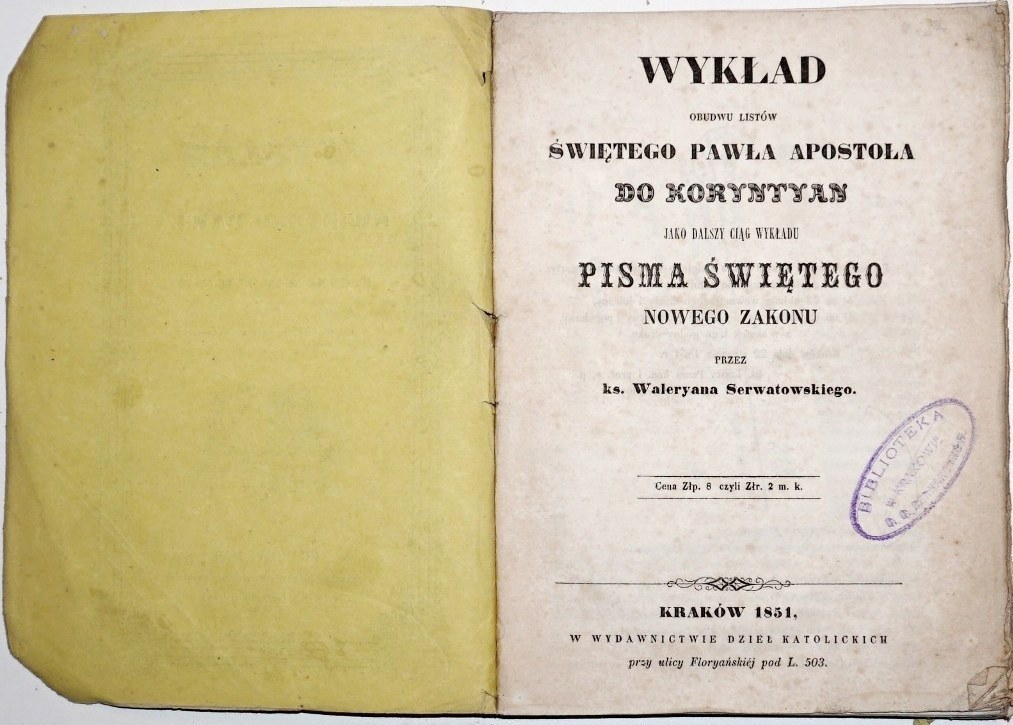 WYKŁAD
OBUDWU LISTÓW
ŚWIĘTEGO PAWŁA APOSTOŁA
DO KORYNTYAN
JAKO DALSZY CIĄG WYKŁADU
PISMA ŚWIĘTEGO
NOWEGO ZAKONU
PRZEZ
ks. Waleryana Serwatowskiego.
Cena Złp. 8 czyli Złr. 2 m. k.
BIBLIOTEKA
W KRAKOWIE
KRAKÓW 1851,
W WYDAWNICTWIE DZIEŁ KATOLICKICH
przy ulicy Floryańskiéj pod L. 503.